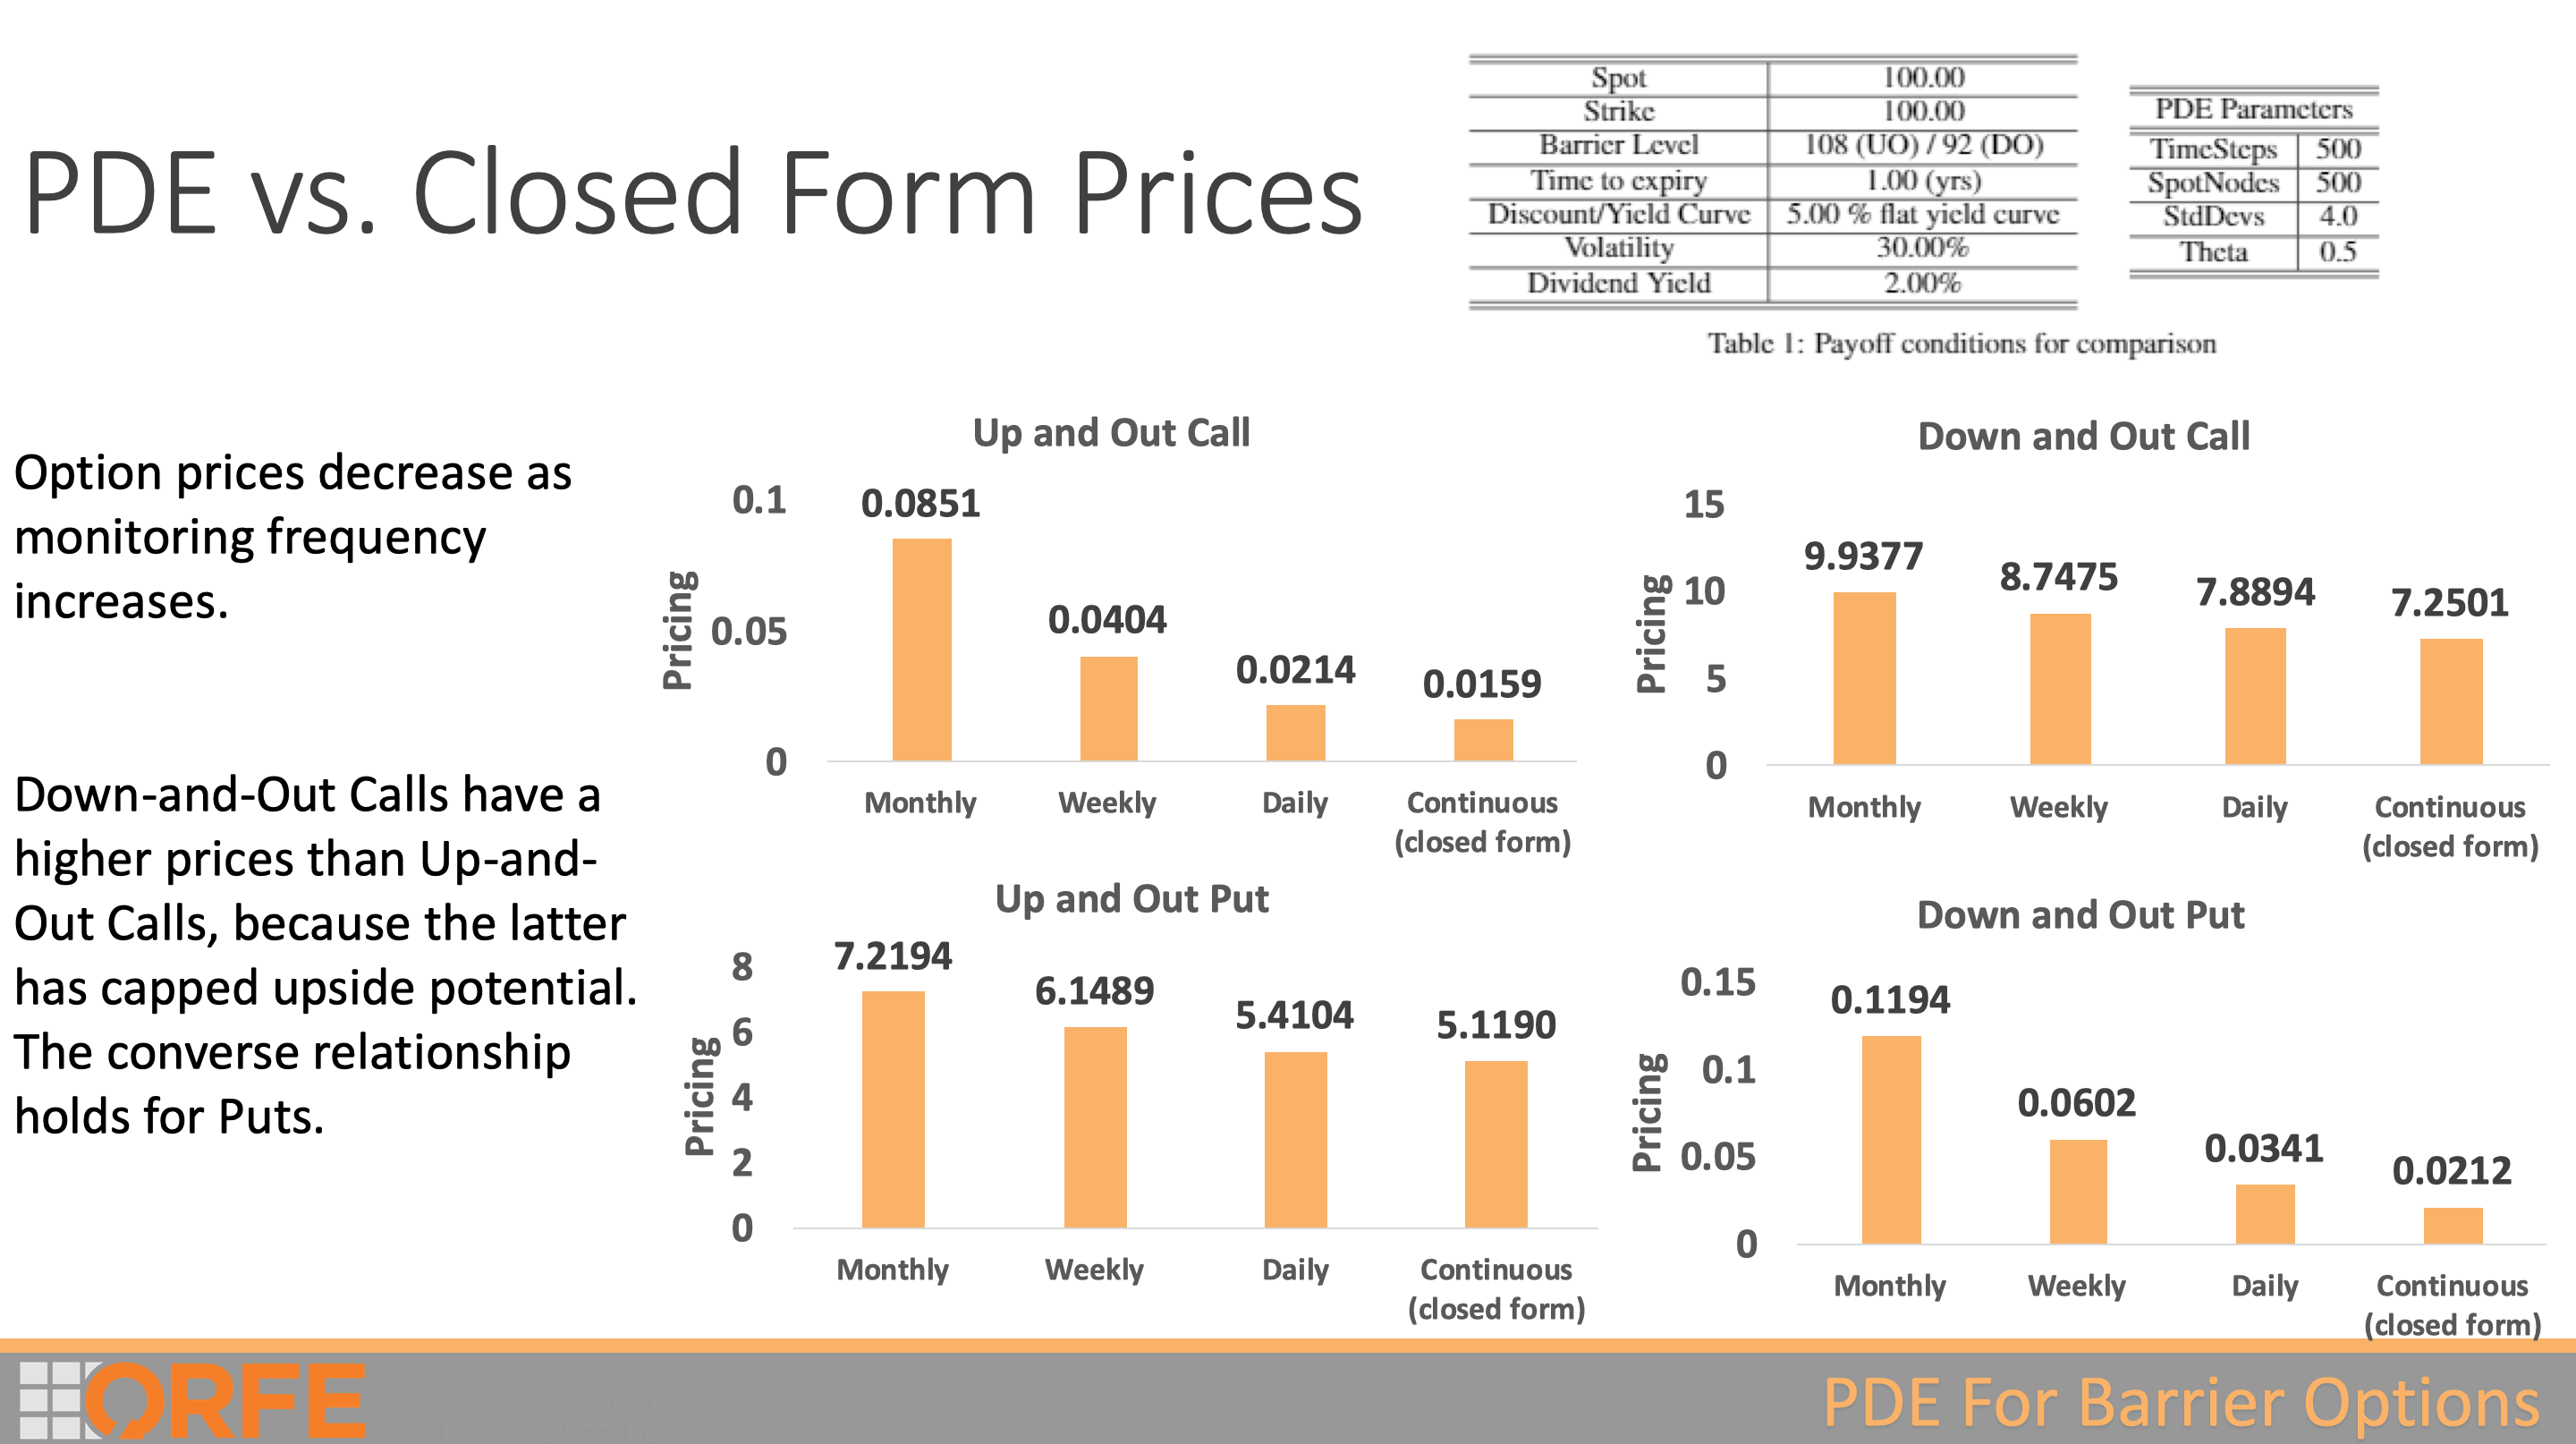 PDE vs. Closed Form Prices
Spot 100.00
Strike 100.00
Barrier Level 108 (UO) / 92 (DO)
Time to expiry 1.00 (yrs)
Discount/Yield Curve 5.00 % flat yield curve
Volatility 30.00%
Dividend Yield 2.00%
PDE Parameters
TimeSteps 500
SpotNodes 500
StdDevs 4.0
Theta 0.5
Table 1: Payoff conditions for comparison
Option prices decrease as
monitoring frequency
increases.
Down-and-Out Calls have a
higher prices than Up-and-
Out Calls, because the latter
has capped upside potential.
The converse relationship
holds for Puts.
Up and Out Call
Pricing
0.1
0.05
0
0.0851
0.0404
0.0214
0.0159
Monthly Weekly Daily Continuous
(closed form)
Down and Out Call
Pricing
15
10
5
0
9.9377
8.7475
7.8894
7.2501
Monthly Weekly Daily Continuous
(closed form)
Up and Out Put
Pricing
8
6
4
2
0
7.2194
6.1489
5.4104
5.1190
Monthly Weekly Daily Continuous
(closed form)
Down and Out Put
Pricing
0.15
0.1
0.05
0
0.1194
0.0602
0.0341
0.0212
Monthly Weekly Daily Continuous
(closed form)
ORFE
PDE For Barrier Options